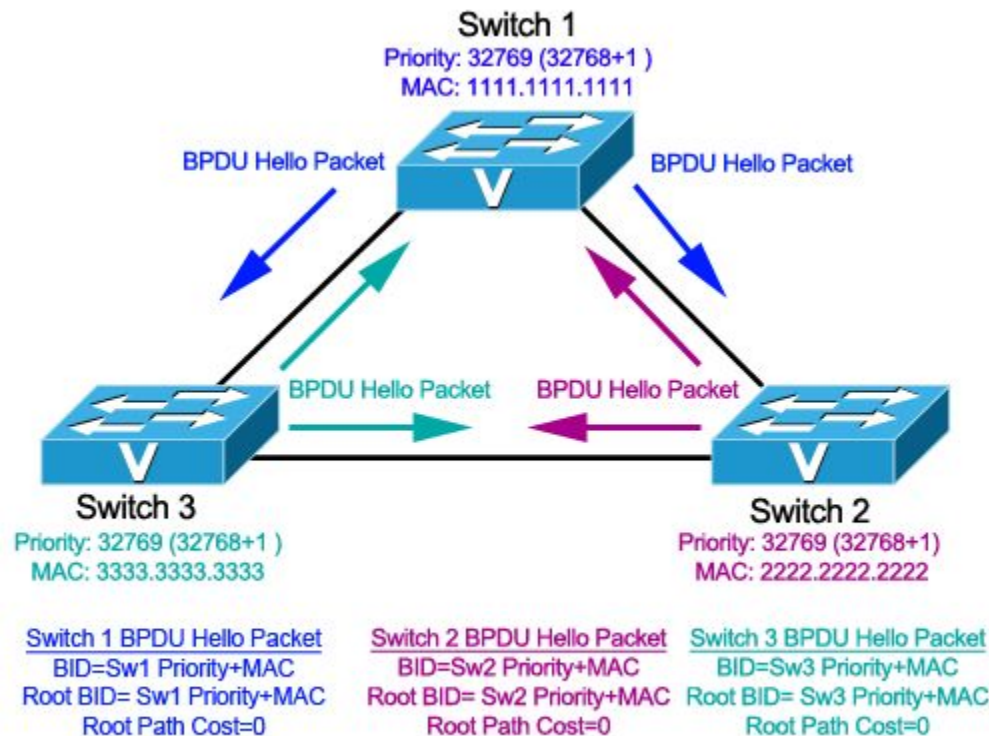 Switch 1
Priority: 32769 (32768+1 )
MAC: 1111.1111.1111
BPDU Hello Packet
BPDU Hello Packet
V
BPDU Hello Packet
BPDU Hello Packet
V
V
Switch 3
Priority: 32769 (32768+1 )
MAC: 3333.3333.3333
Switch 2
Priority: 32769 (32768+1)
MAC: 2222.2222.2222
Switch 1 BPDU Hello Packet
BID=Sw1 Priority+MAC
Root BID= Sw1 Priority+MAC
Root Path Cost=0
Switch 2 BPDU Hello Packet
BID=Sw2 Priority+MAC
Root BID= Sw2 Priority+MAC
Root Path Cost=0
Switch 3 BPDU Hello Packet
BID=Sw3 Priority+MAC
Root BID= Sw3 Priority+MAC
Root Path Cost=0